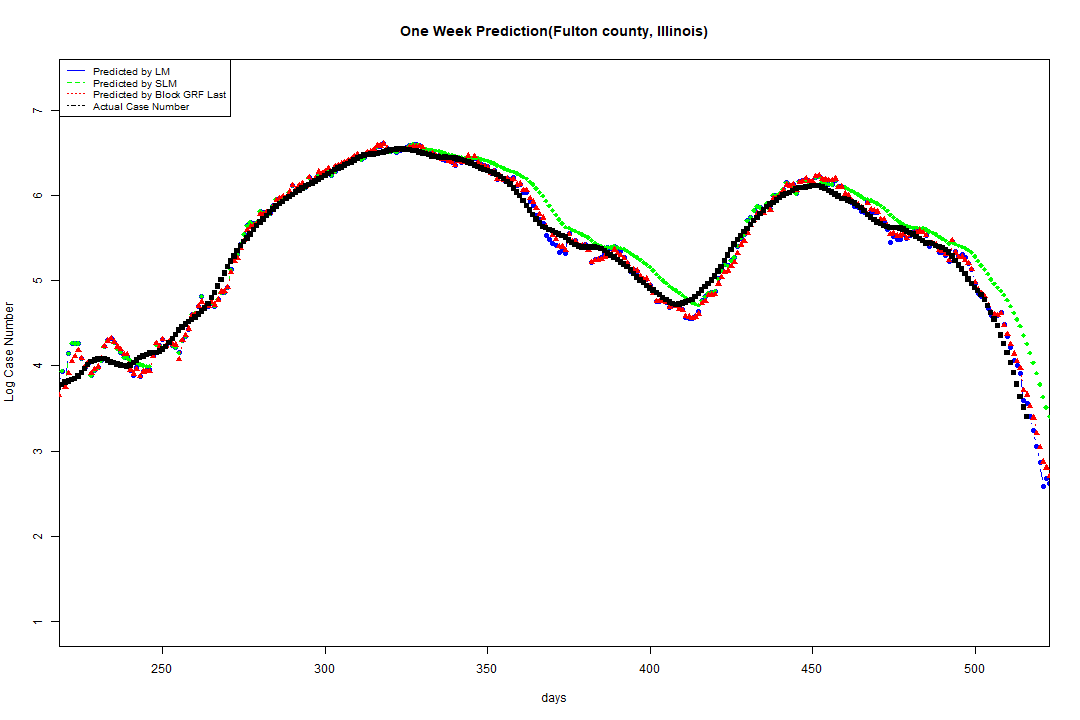 One Week Prediction(Fulton county, Illinois)
Predicted by LM
Predicted by SLM
Predicted by Block GRF Last
Actual Case Number
Log Case Number
7
6
5
4
3
2
1
250 300 350 400 450 500
days